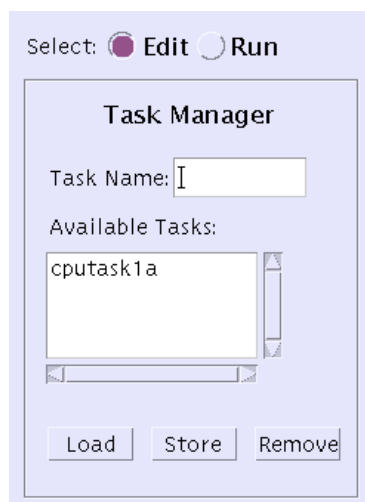 Select: Edit Run
Task Manager
Task Name:
Available Tasks:
cputask1a
Load Store Remove